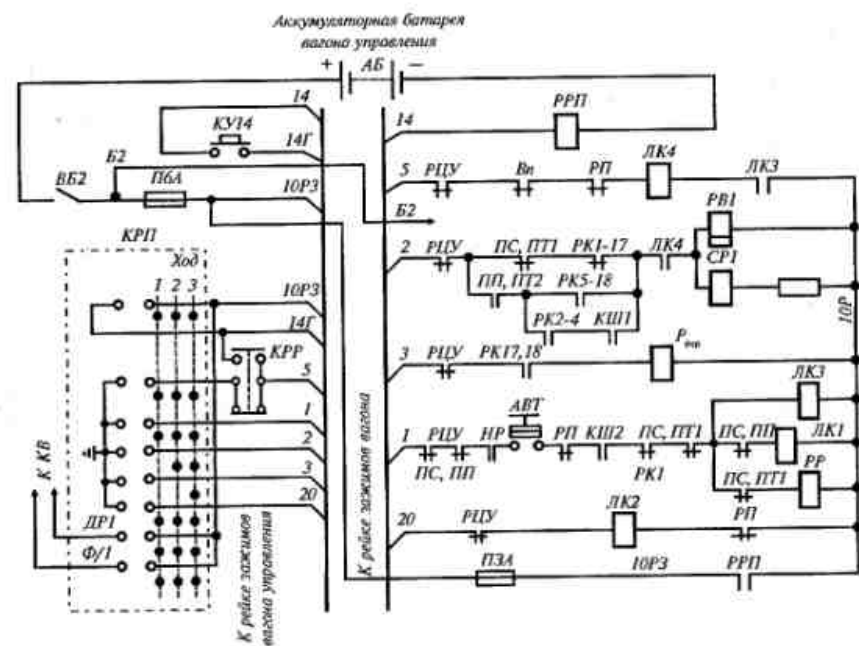 Аккумуляторная батарея
вагона управления
+ АБ –
14
КУ14
14Г
14
РРП
Б2
ВБ2
П6А
10РЗ
5 РЦУ Вп РП ЛК4 ЛК3
Б2
КРП
Ход
1 2 3
2 РЦУ ПС, ПТ1 РК1-17 ЛК4 РВ1
СР1
ПП, ПТ2 РК5-18
РК2-4 КШ1
10РЗ
14Г
КРР
5
1
2
3
20
10Р
3 РЦУ РК17,18
ЛК3
АВТ
1 РЦУ НР РП КШ2 ПС, ПТ1 ПС, ПП ЛК1
ПС, ПП РК1
ПС, ПТ1 РР
К КВ
ДР1
Ф/1
20 РЦУ ЛК2 РП
ПЗА 10РЗ РРП
К рейке зажимов
вагона управления
К рейке зажимов вагона